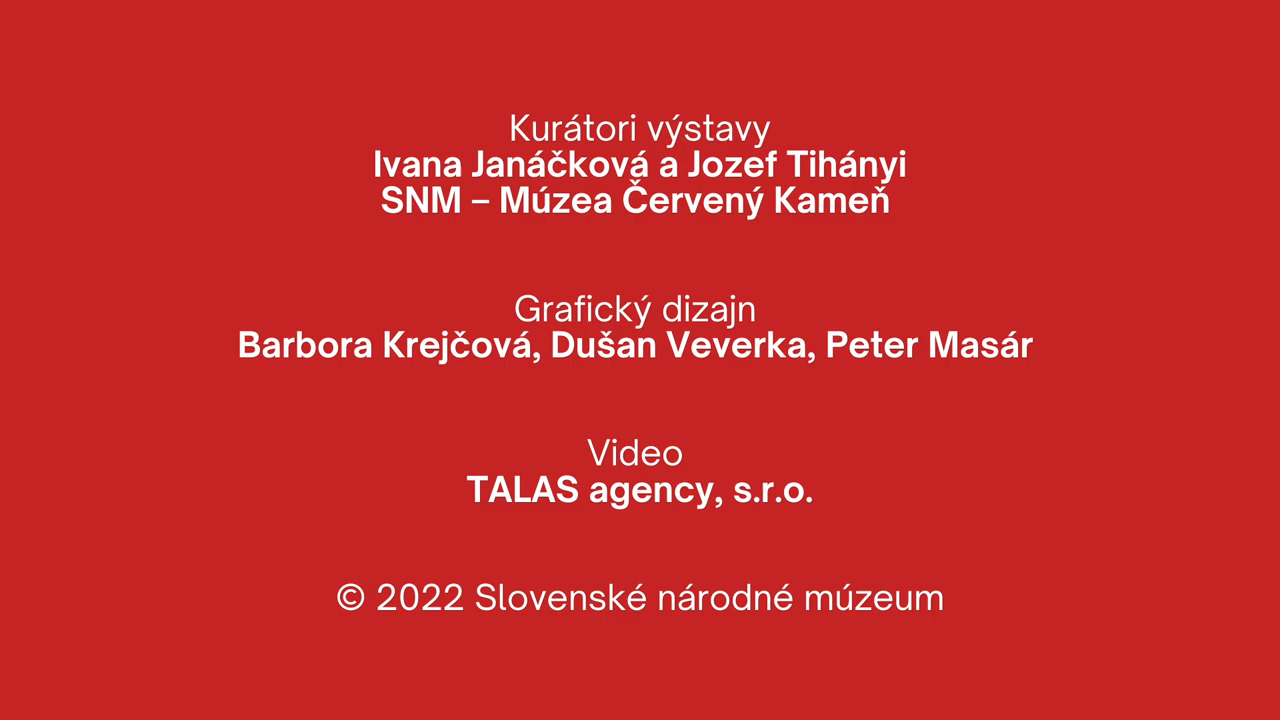 Kurátori výstavy
Ivana Janáčková a Jozef Tihányi
SNM – Múzea Červený Kameň
Grafický dizajn
Barbora Krejčová, Dušan Veverka, Peter Masár
Video
TALAS agency, s.r.o.
© 2022 Slovenské národné múzeum